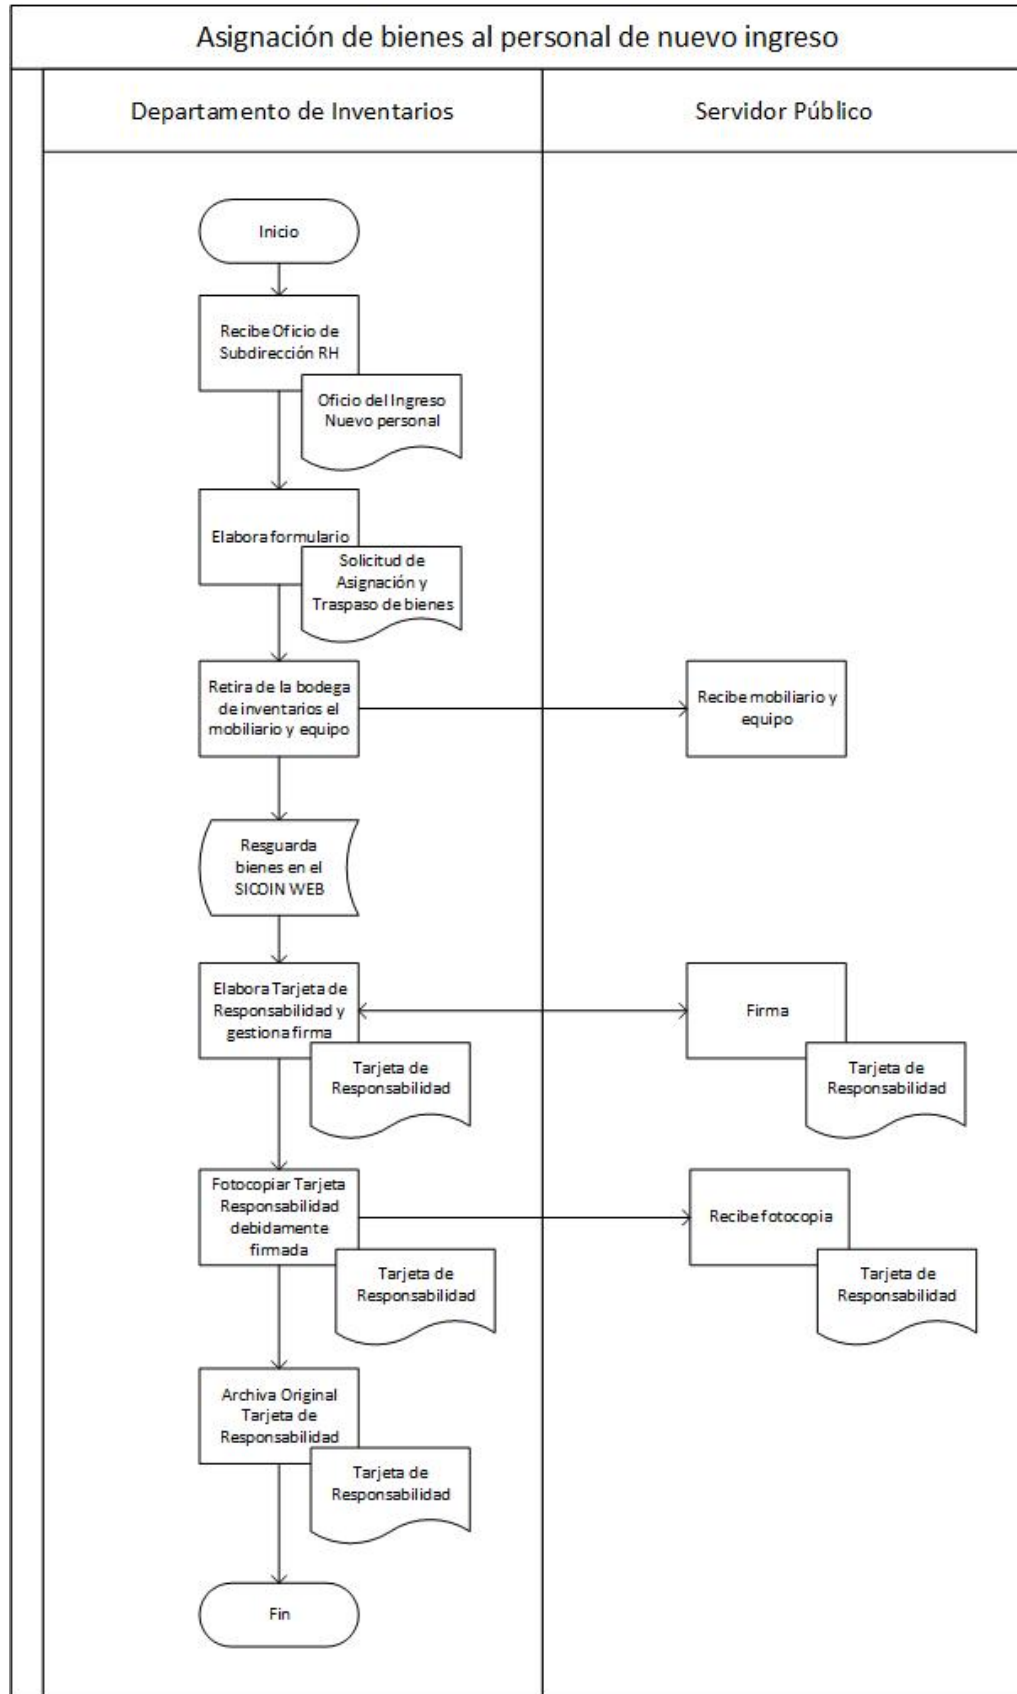 Asignación de bienes al personal de nuevo ingreso
Departamento de Inventarios
Servidor Público
Inicio
Recibe Oficio de
Subdirección RH
Oficio del Ingreso
Nuevo personal
Elabora formulario
Solicitud de
Asignación y
Traspaso de bienes
Retira de la bodega
de inventarios el
mobiliario y equipo
Recibe mobiliario y
equipo
Resguarda
bienes en el
SICOIN WEB
Elabora Tarjeta de
Responsabilidad y
gestiona firma
Tarjeta de
Responsabilidad
Firma
Tarjeta de
Responsabilidad
Fotocopiar Tarjeta
Responsabilidad
debidamente
firmada
Tarjeta de
Responsabilidad
Recibe fotocopia
Tarjeta de
Responsabilidad
Archiva Original
Tarjeta de
Responsabilidad
Tarjeta de
Responsabilidad
Fin